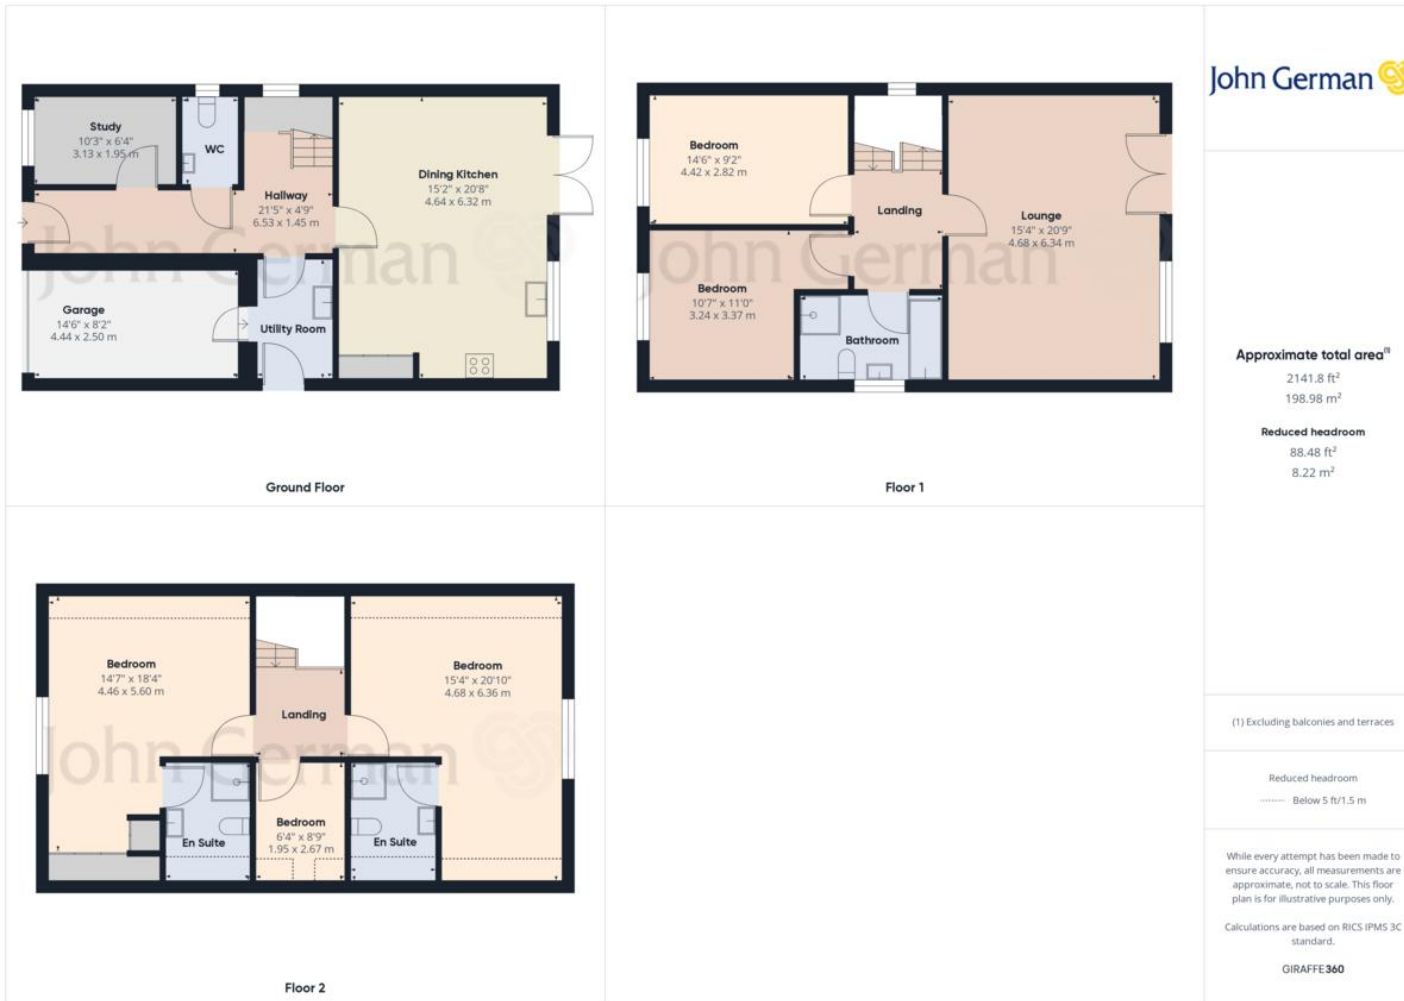 Study
10'3" x 6'4"
3.13 x 1.95 m
WC
Hallway
21'5" x 4'9"
6.53 x 1.45 m
Dining Kitchen
15'2" x 20'8"
4.64 x 6.32 m
Garage
14'6" x 8'2"
4.44 x 2.50 m
Utility Room
John German
Ground Floor
Bedroom
14'6" x 9'2"
4.42 x 2.82 m
Landing
Lounge
15'4" x 20'9"
4.68 x 6.34 m
Bedroom
10'7" x 11'0"
3.24 x 3.37 m
Bathroom
John German
Floor 1
Bedroom
14'7" x 18'4"
4.46 x 5.60 m
Landing
Bedroom
15'4" x 20'10"
4.68 x 6.36 m
En Suite
Bedroom
6'4" x 8'9"
1.95 x 2.67 m
En Suite
John German
Floor 2
John German
Approximate total area(1)
2141.8 ft²
198.98 m²
Reduced headroom
88.48 ft²
8.22 m²
(1) Excluding balconies and terraces
Reduced headroom
Below 5 ft/1.5 m
While every attempt has been made to
ensure accuracy, all measurements are
approximate, not to scale. This floor
plan is for illustrative purposes only.
Calculations are based on RICS IPMS 3C
standard.
GIRAFFE360